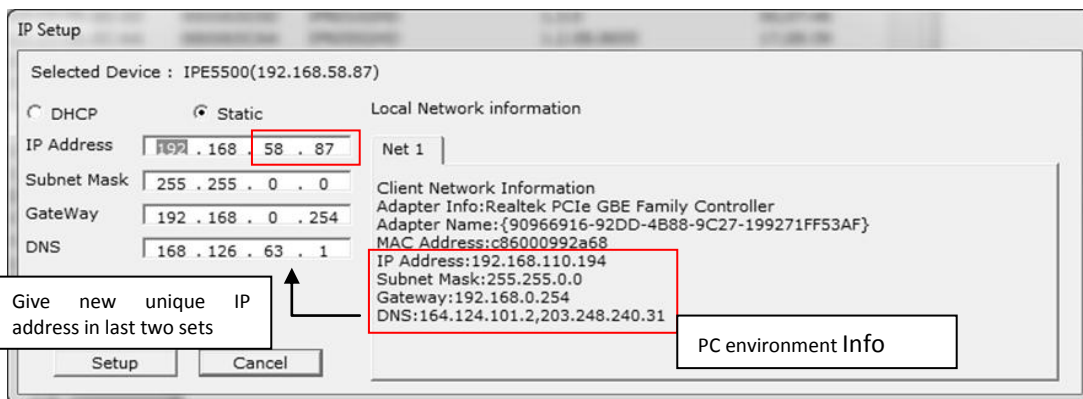 IP Setup
Selected Device : IPE5500(192.168.58.87)
DHCP Static
IP Address 192 . 168 . 58 . 87
Subnet Mask 255 . 255 . 0 . 0
GateWay 192 . 168 . 0 . 254
DNS 168 . 126 . 63 . 1
Give new unique IP
address in last two sets
Setup Cancel
Local Network information
Net 1
Client Network Information
Adapter Info:Realtek PCIe GBE Family Controller
Adapter Name:{90966916-92DD-4B88-9C27-199271FF53AF}
MAC Address:c86000992a68
IP Address:192.168.110.194
Subnet Mask:255.255.0.0
Gateway:192.168.0.254
DNS:164.124.101.2,203.248.240.31
PC environment Info